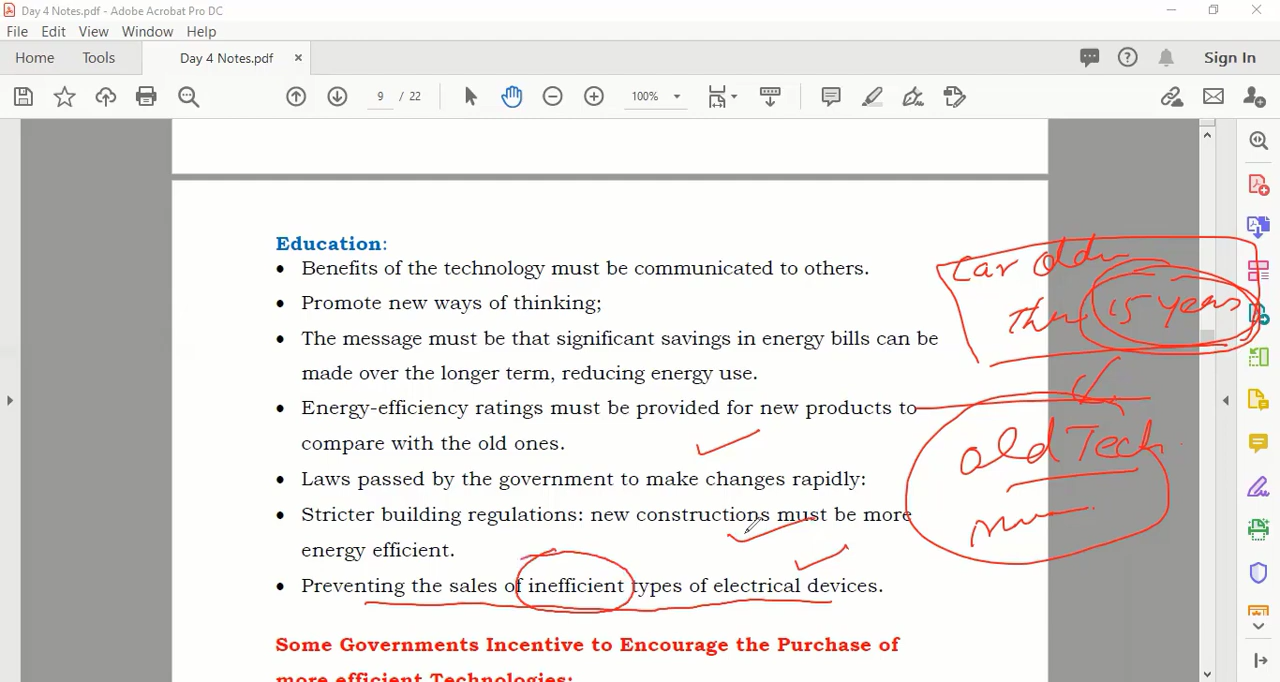 Day 4 Notes.pdf - Adobe Acrobat Pro DC
File Edit View Window Help
Home Tools Day 4 Notes.pdf × Sign In
9 / 22 100%
Education:
• Benefits of the technology must be communicated to others.
• Promote new ways of thinking;
• The message must be that significant savings in energy bills can be
made over the longer term, reducing energy use.
• Energy-efficiency ratings must be provided for new products to
compare with the old ones.
• Laws passed by the government to make changes rapidly:
• Stricter building regulations: new constructions must be more
energy efficient.
• Preventing the sales of inefficient types of electrical devices.
Some Governments Incentive to Encourage the Purchase of
more efficient Technologies:
Car older
15 years
old Tech